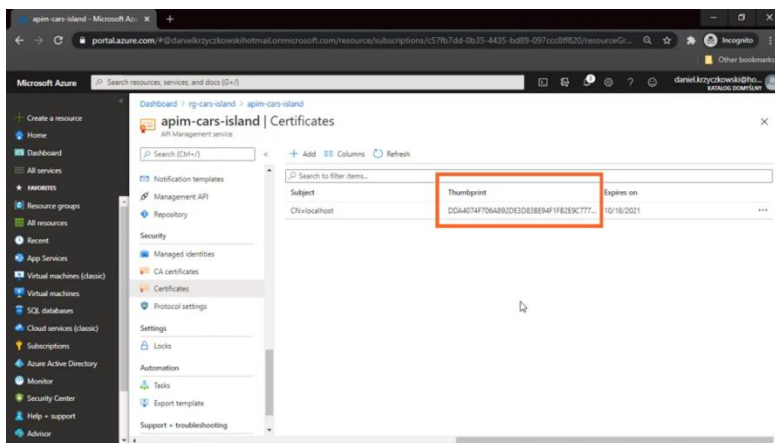 apim-cars-island - Microsoft Azu
portal.azure.com/#@danielkrzyczkowskihotmail.onmicrosoft.com/resource/subscriptions/c57fb7dd-0b35-4435-bd89-097ccc8ff820/resourceGr...
Incognito
Other bookmarks
Microsoft Azure
Search resources, services, and docs (G+/)
daniel.krzyczkowski@ho...
KATALOG DOMYŚLNY
Dashboard > rg-cars-island > apim-cars-island
apim-cars-island | Certificates
API Management service
Create a resource
Home
Dashboard
All services
FAVORITES
Resource groups
All resources
Recent
App Services
Virtual machines (classic)
Virtual machines
SQL databases
Cloud services (classic)
Subscriptions
Azure Active Directory
Monitor
Security Center
Help + support
Advisor
Search (Ctrl+/)
Notification templates
Management API
Repository
Security
Managed identities
CA certificates
Certificates
Protocol settings
Settings
Locks
Automation
Tasks
Export template
Support + troubleshooting
Add Columns Refresh
Search to filter items...
Subject Thumbprint Expires on
CN=localhost DDA4074F706A892DE3D83BE94F1FB2E9C777... 10/18/2021